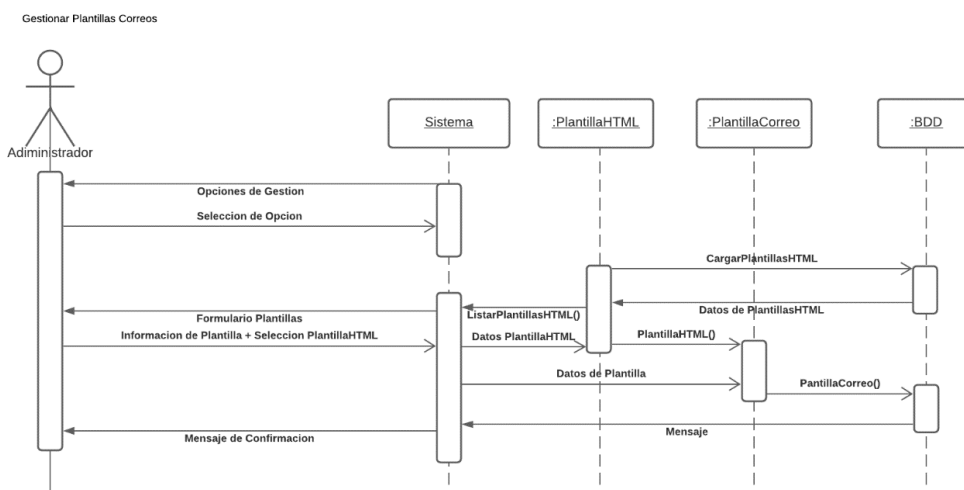 Gestionar Plantillas Correos
Adiministrador
Sistema
:PlantillaHTML
:PlantillaCorreo
:BDD
Opciones de Gestion
Seleccion de Opcion
CargarPlantillasHTML
Datos de PlantillasHTML
ListarPlantillasHTML()
Formulario Plantillas
Informacion de Plantilla + Seleccion PlantillaHTML
Datos PlantillaHTML
PlantillaHTML()
Datos de Plantilla
PantillaCorreo()
Mensaje
Mensaje de Confirmacion